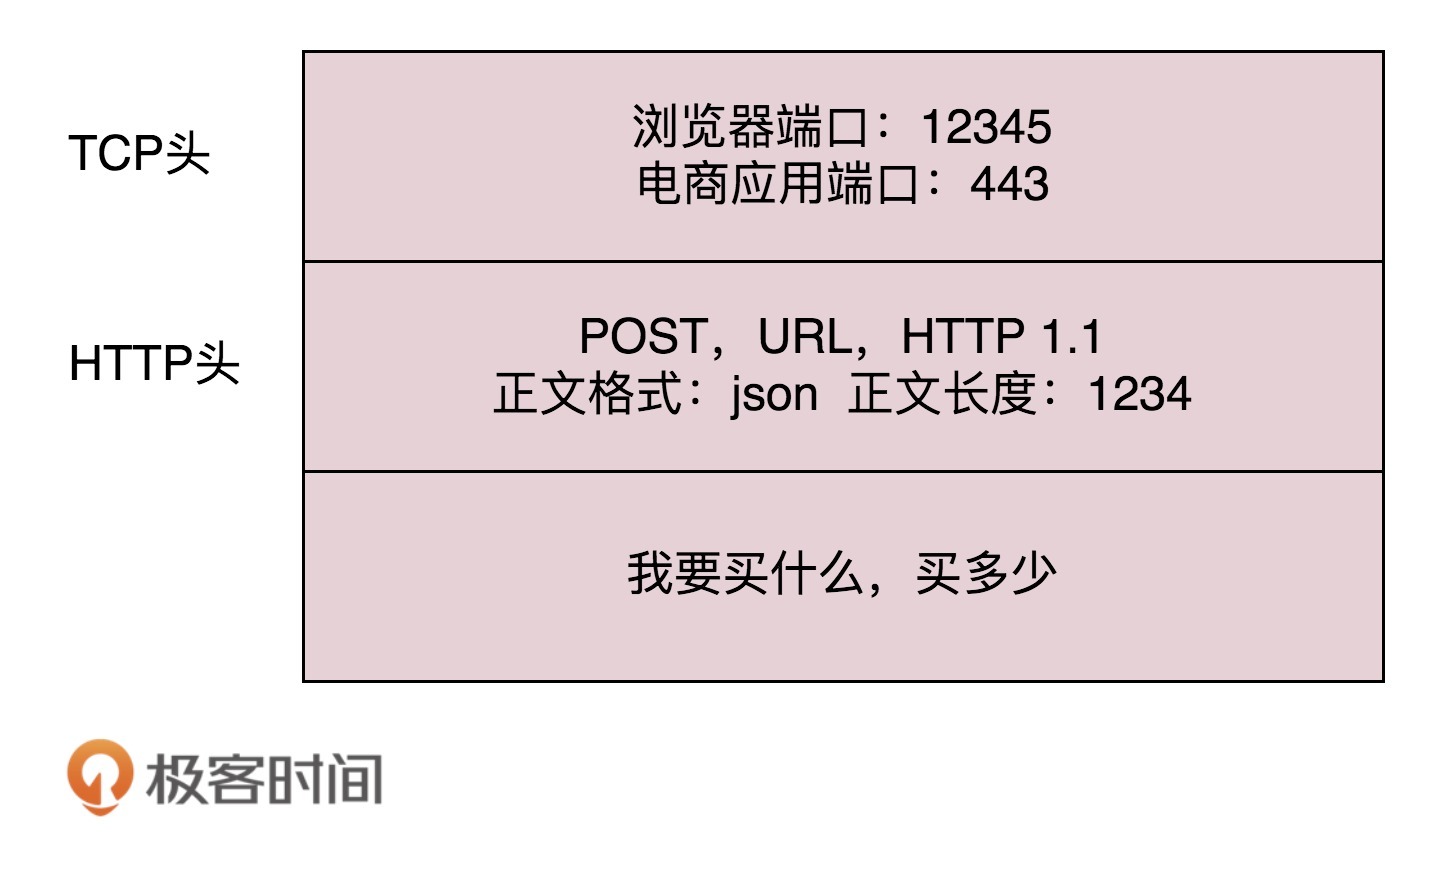 TCP头
浏览器端口：12345
电商应用端口：443
HTTP头
POST，URL，HTTP 1.1
正文格式：json 正文长度：1234
我要买什么，买多少
极客时间